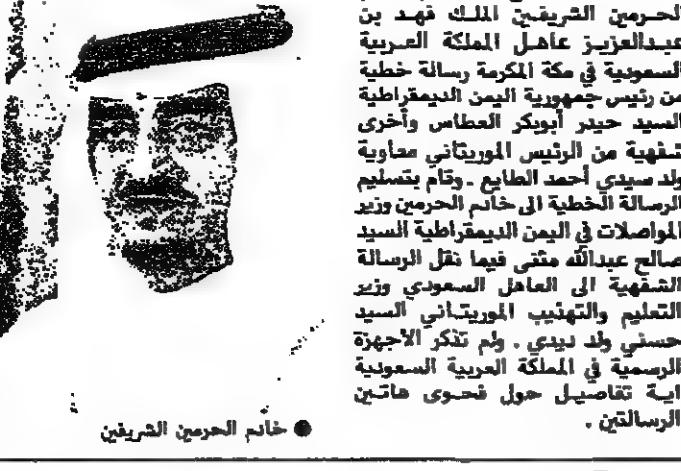 الحرمين الشريفين الملك فهد بن
عبدالعزيز عاهل المملكة العربية
السعودية في مكة المكرمة رسالة خطية
من رئيس جمهورية اليمن الديمقراطية
السيد حيدر أبوبكر العطاس وأخرى
شفهية من الرئيس الموريتاني معاوية
ولد سيدي أحمد الطايع . وقام بتسليم
الرسالة الخطية الى خادم الحرمين وزير
المواصلات في اليمن الديمقراطية السيد
صالح عبدالله مثنى فيما نقل الرسالة
الشفهية الى العاهل السعودي وزير
التعليم والتهذيب الموريتاني السيد
حسني ولد ديدي . ولم تذكر الأجهزة
الرسمية في المملكة العربية السعودية
اية تفاصيل حول فحوى هاتين
الرسالتين .
● خادم الحرمين الشريفين